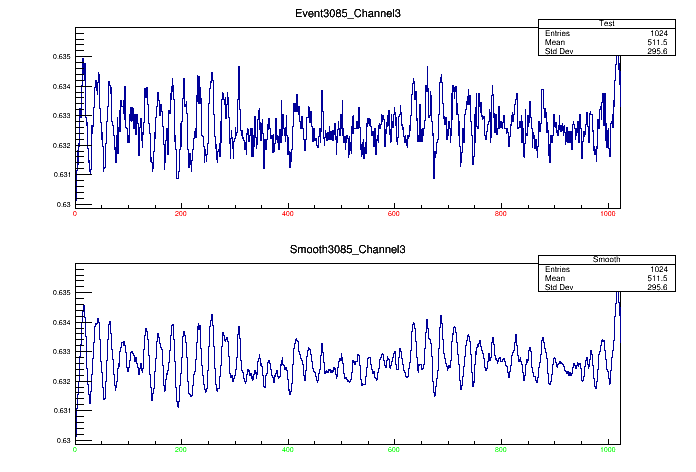 Event3085_Channel3
Test
Entries 1024
Mean 511.5
Std Dev 295.6
0.635
0.634
0.633
0.632
0.631
0.63
0 200 400 600 800 1000
Smooth3085_Channel3
Smooth
Entries 1024
Mean 511.5
Std Dev 295.6
0.635
0.634
0.633
0.632
0.631
0.63
0 200 400 600 800 1000